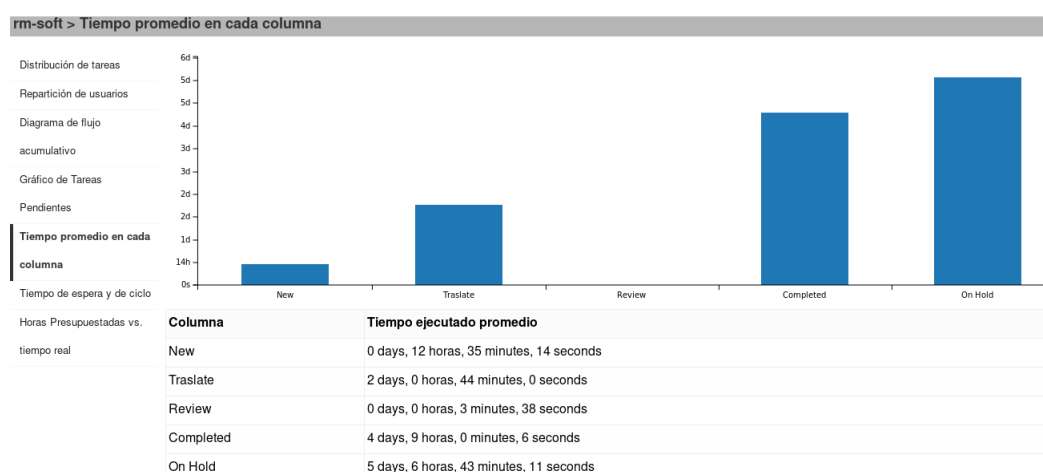 rm-soft > Tiempo promedio en cada columna
Distribución de tareas
Repartición de usuarios
Diagrama de flujo
acumulativo
Gráfico de Tareas
Pendientes
Tiempo promedio en cada
columna
Tiempo de espera y de ciclo
Horas Presupuestadas vs.
tiempo real
6d
5d
5d
4d
3d
3d
2d
2d
1d
14h
0s
New Traslate Review Completed On Hold
Columna Tiempo ejecutado promedio
New 0 days, 12 horas, 35 minutes, 14 seconds
Traslate 2 days, 0 horas, 44 minutes, 0 seconds
Review 0 days, 0 horas, 3 minutes, 38 seconds
Completed 4 days, 9 horas, 0 minutes, 6 seconds
On Hold 5 days, 6 horas, 43 minutes, 11 seconds